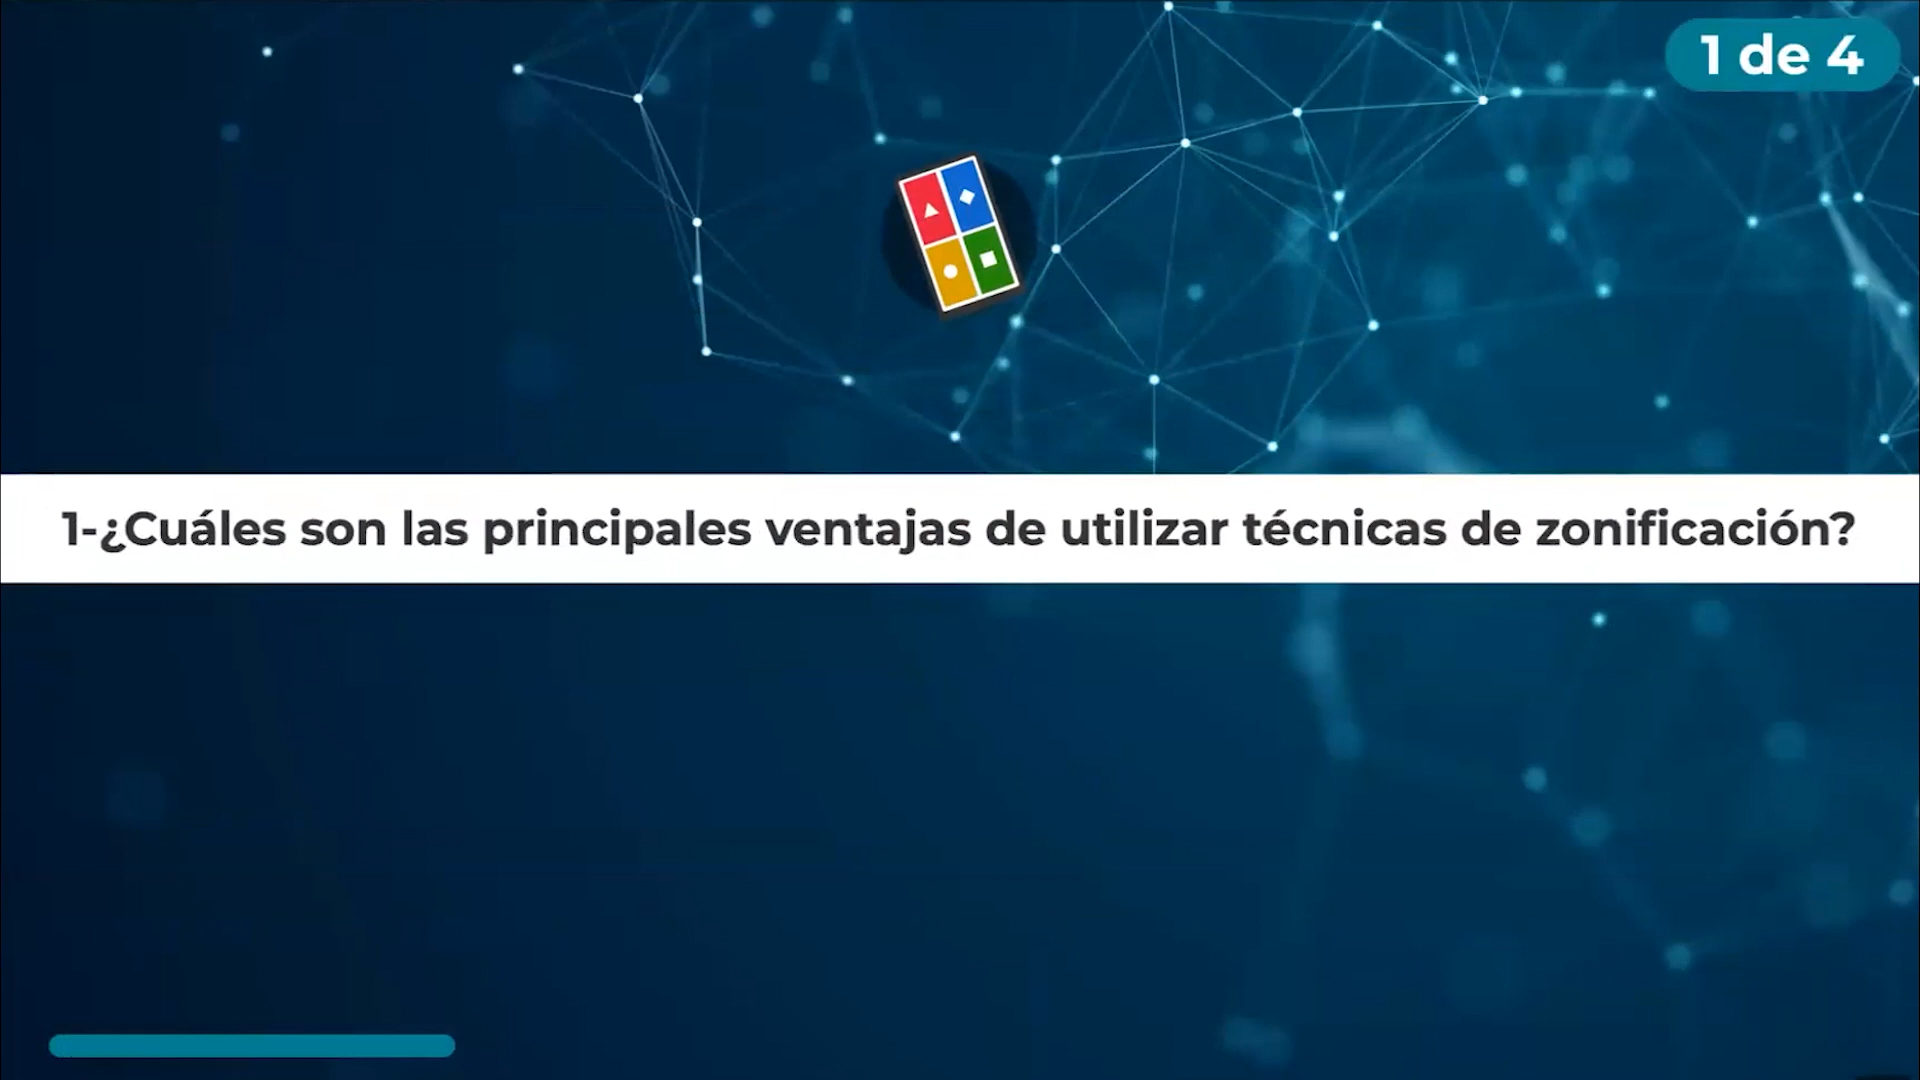 1 de 4
1-¿Cuáles son las principales ventajas de utilizar técnicas de zonificación?